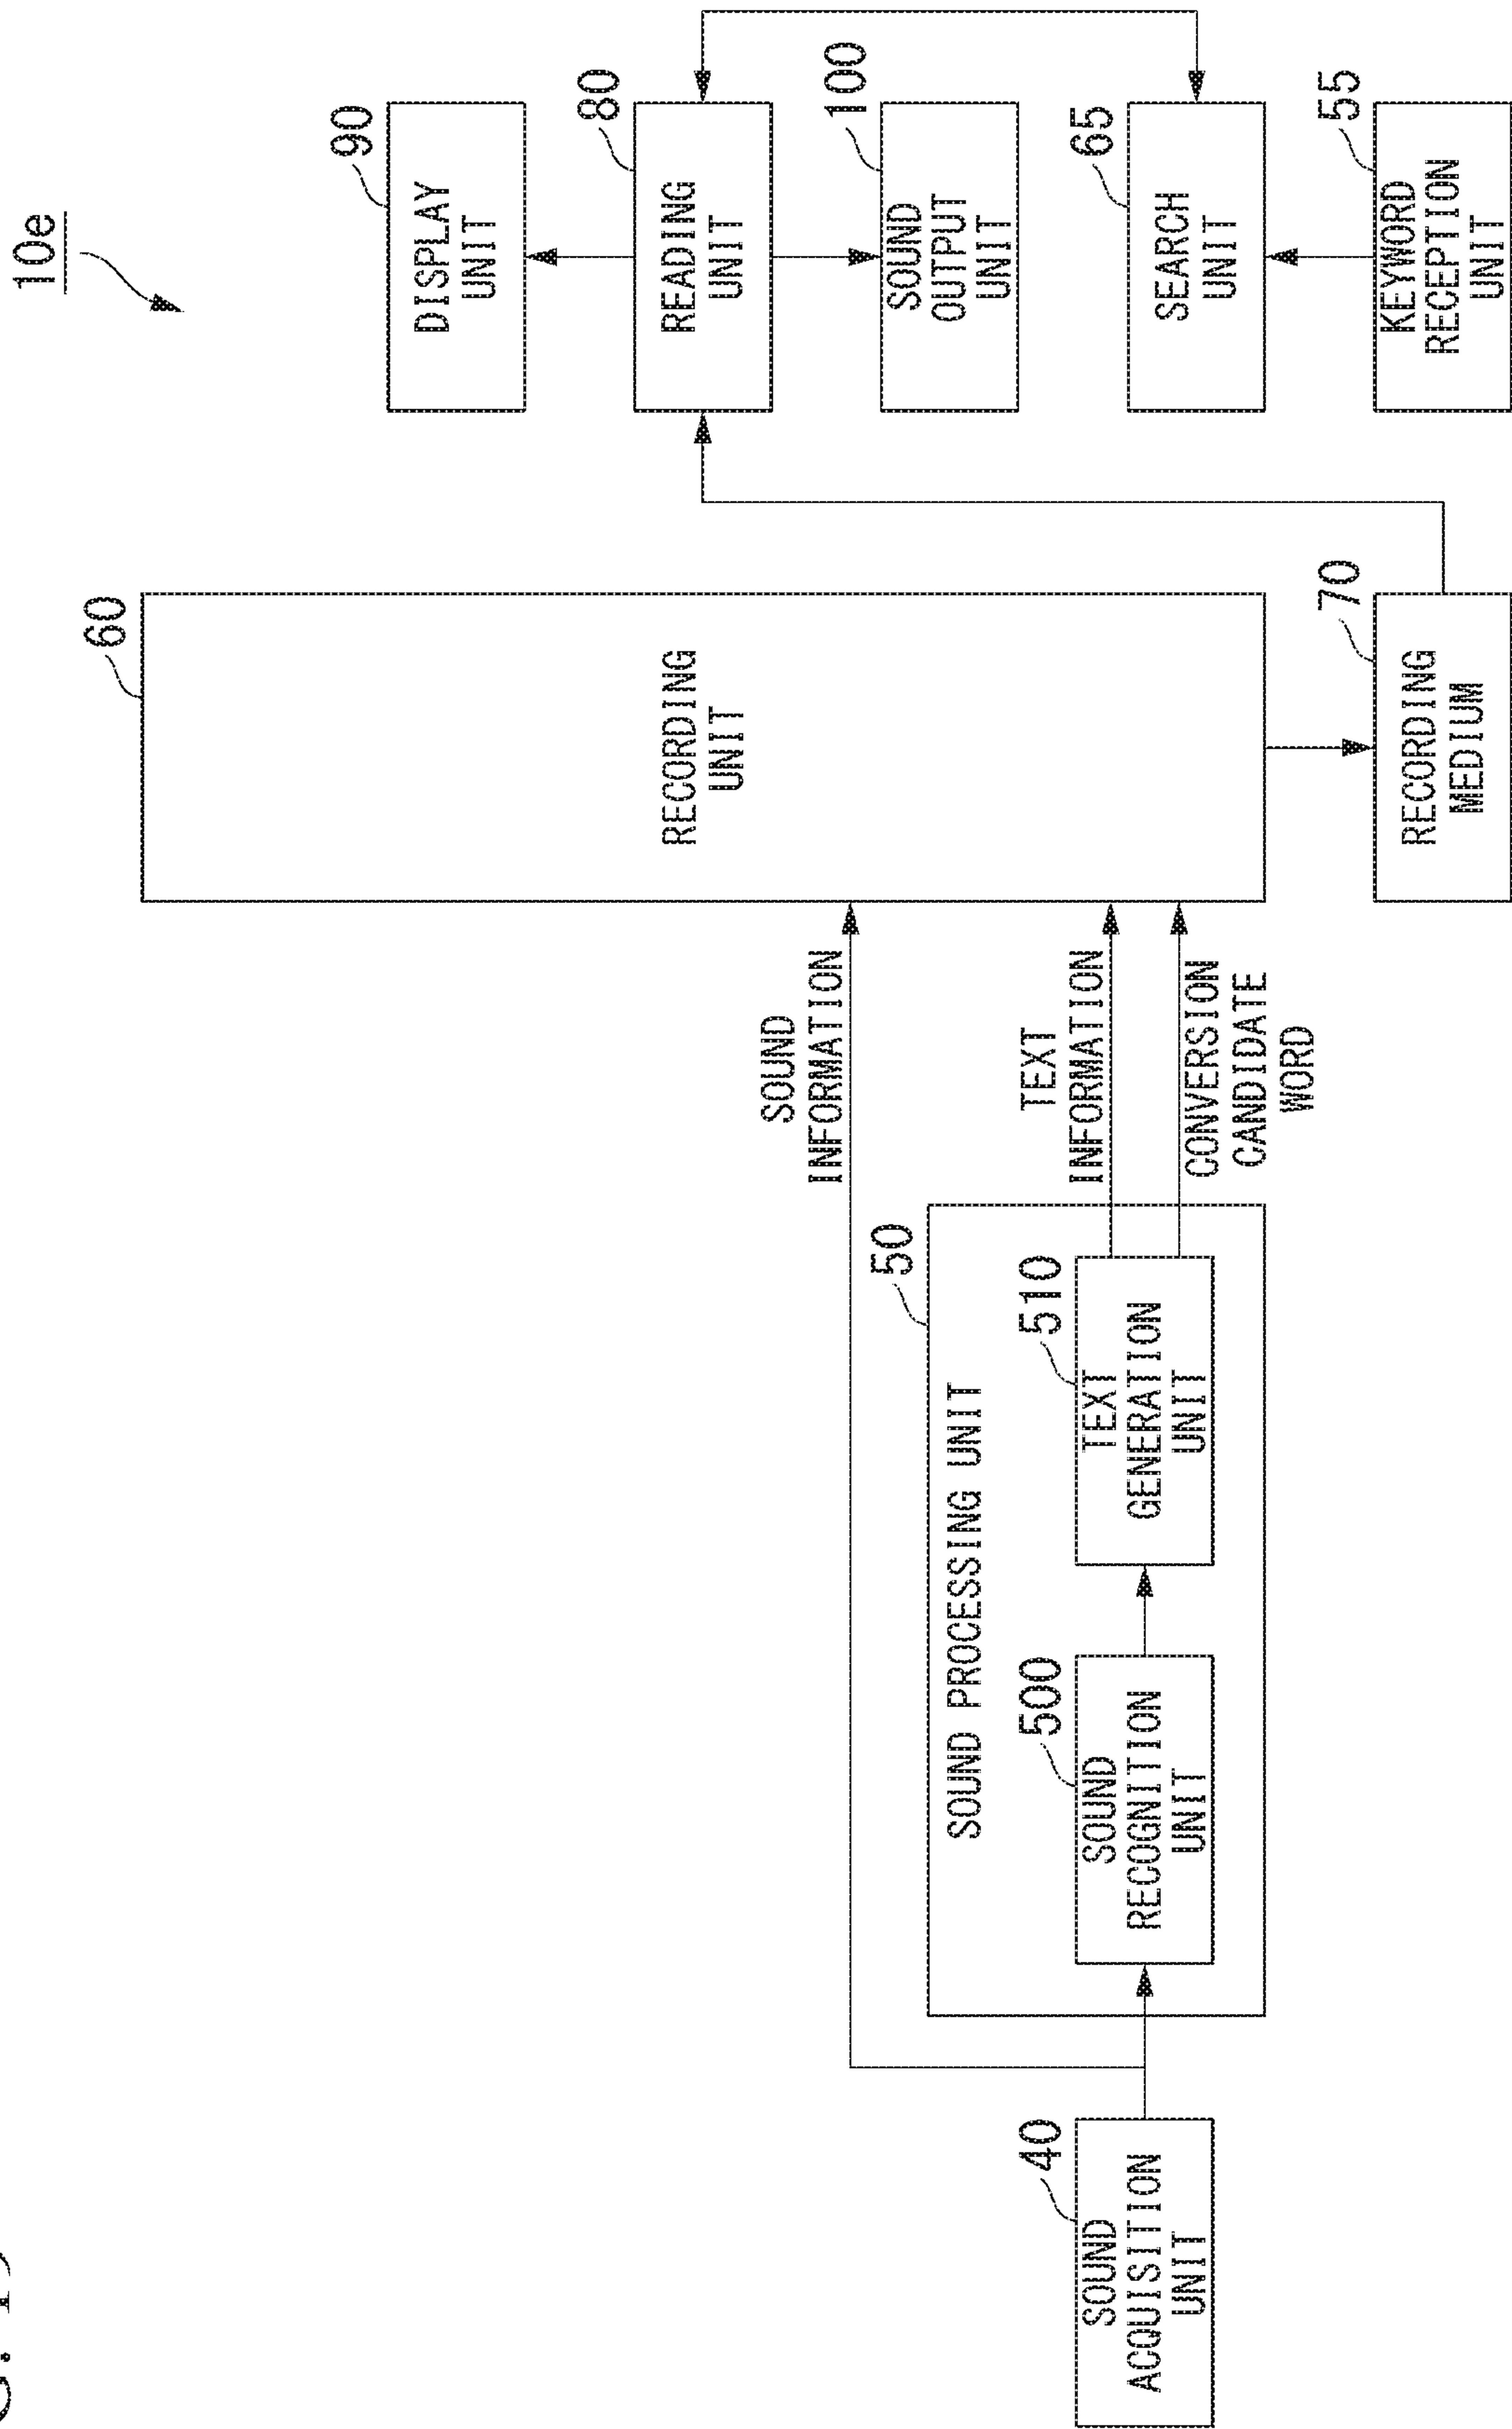 10e
60
RECORDING
UNIT
90
DISPLAY
UNIT
80
READING
UNIT
100
SOUND
OUTPUT
UNIT
65
SEARCH
UNIT
55
KEYWORD
RECEPTION
UNIT
SOUND
INFORMATION
TEXT
INFORMATION
CONVERSION
CANDIDATE
WORD
70
RECORDING
MEDIUM
50
SOUND PROCESSING UNIT
40
SOUND
ACQUISITION
UNIT
500
SOUND
RECOGNITION
UNIT
510
TEXT
GENERATION
UNIT